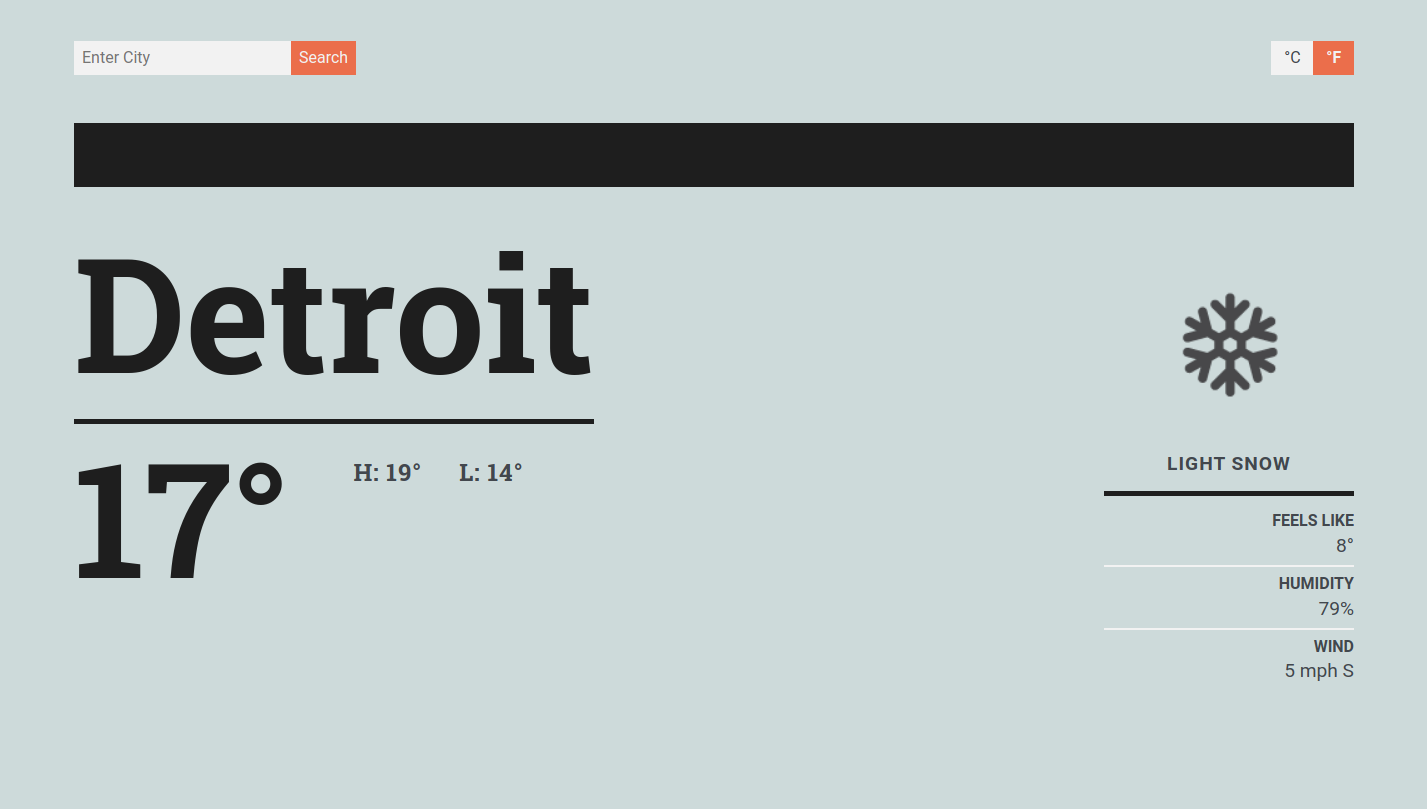 Enter City Search °C °F
Detroit
17° H: 19° L: 14°
LIGHT SNOW
FEELS LIKE
8°
HUMIDITY
79%
WIND
5 mph S